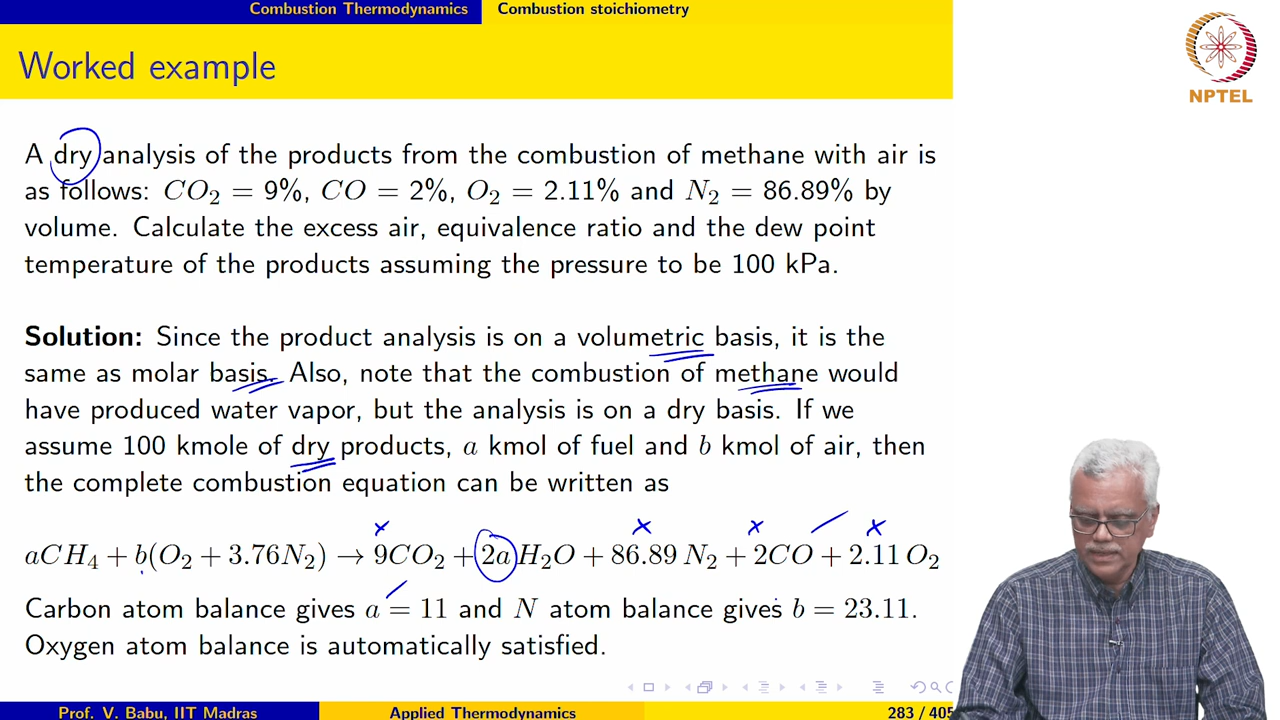 Combustion Thermodynamics Combustion stoichiometry
Worked example
NPTEL
A dry analysis of the products from the combustion of methane with air is
as follows: CO₂ = 9%, CO = 2%, O₂ = 2.11% and N₂ = 86.89% by
volume. Calculate the excess air, equivalence ratio and the dew point
temperature of the products assuming the pressure to be 100 kPa.
Solution: Since the product analysis is on a volumetric basis, it is the
same as molar basis. Also, note that the combustion of methane would
have produced water vapor, but the analysis is on a dry basis. If we
assume 100 kmole of dry products, a kmol of fuel and b kmol of air, then
the complete combustion equation can be written as
aCH₄ + b(O₂ + 3.76N₂) → 9CO₂ + 2a H₂O + 86.89 N₂ + 2CO + 2.11 O₂
Carbon atom balance gives a = 11 and N atom balance gives b = 23.11.
Oxygen atom balance is automatically satisfied.
Prof. V. Babu, IIT Madras Applied Thermodynamics 283 / 405